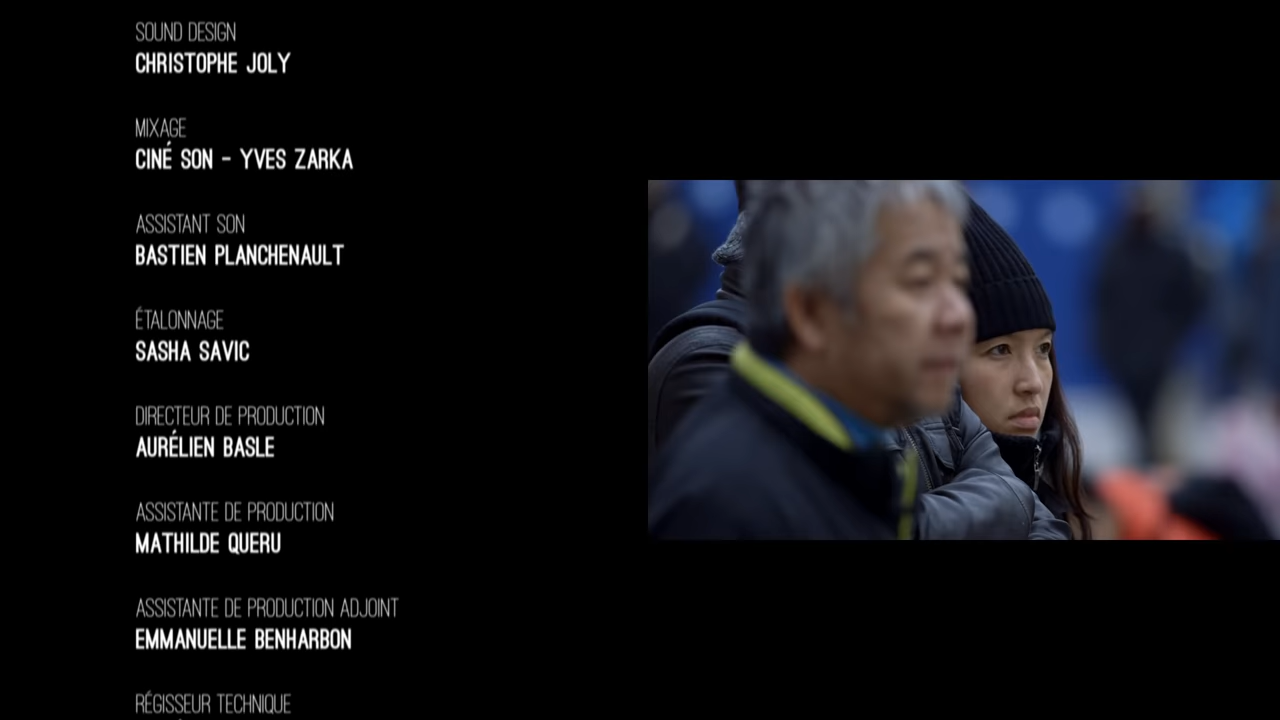 SOUND DESIGN
CHRISTOPHE JOLY
MIXAGE
CINÉ SON - YVES ZARKA
ASSISTANT SON
BASTIEN PLANCHENAULT
ÉTALONNAGE
SASHA SAVIC
DIRECTEUR DE PRODUCTION
AURÉLIEN BASLE
ASSISTANTE DE PRODUCTION
MATHILDE QUERU
ASSISTANTE DE PRODUCTION ADJOINT
EMMANUELLE BENHARBON
RÉGISSEUR TECHNIQUE